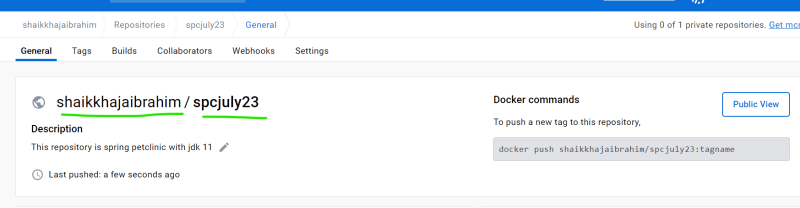 shaikkhajaibrahim Repositories spcjuly23 General
Using 0 of 1 private repositories.
General Tags Builds Collaborators Webhooks Settings
shaikkhajaibrahim / spcjuly23
Description
This repository is spring petclinic with jdk 11
Last pushed: a few seconds ago
Docker commands
Public View
To push a new tag to this repository,
docker push shaikkhajaibrahim/spcjuly23:tagname